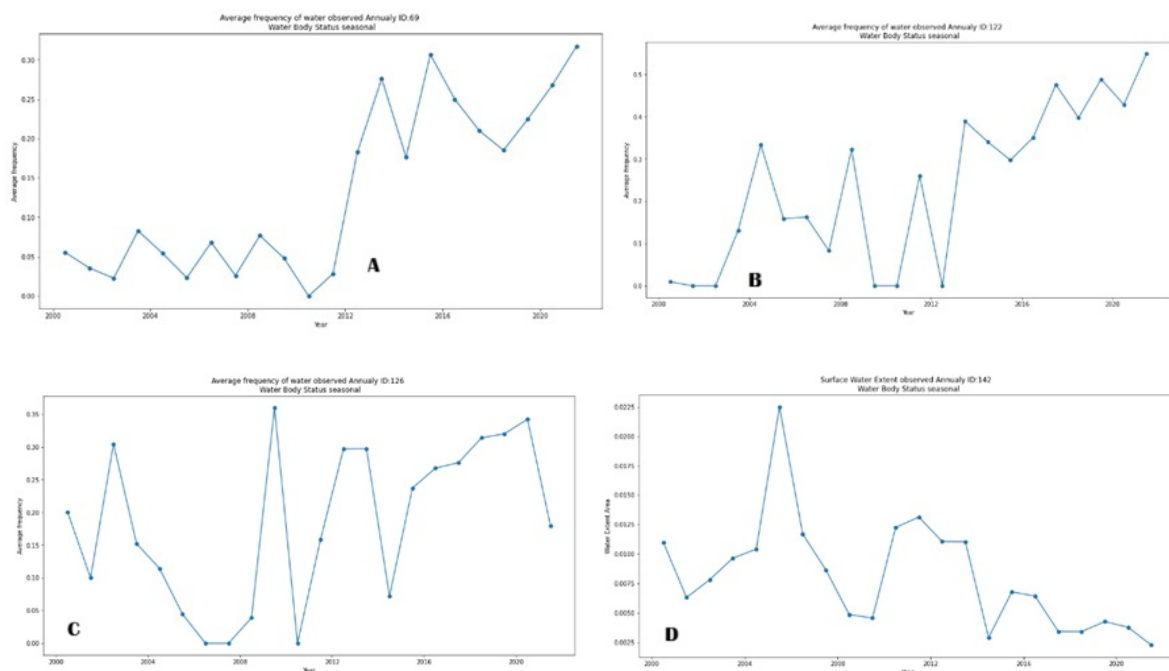 Average frequency of water observed Annualy ID:69
Water Body Status seasonal
Average frequency
0.30
0.25
0.20
0.15
0.10
0.05
0.00
A
2000 2004 2008 2012 2016 2020
Year
Average frequency of water observed Annualy ID:122
Water Body Status seasonal
Average frequency
0.5
0.4
0.3
0.2
0.1
0.0
B
2000 2004 2008 2012 2016 2020
Year
Average frequency of water observed Annualy ID:126
Water Body Status seasonal
Average frequency
0.35
0.30
0.25
0.20
0.15
0.10
0.05
0.00
C
2000 2004 2008 2012 2016 2020
Year
Surface Water Extent observed Annualy ID:142
Water Body Status seasonal
Water Extent Area
0.0225
0.0200
0.0175
0.0150
0.0125
0.0100
0.0075
0.0050
0.0025
D
2000 2004 2008 2012 2016 2020
Year